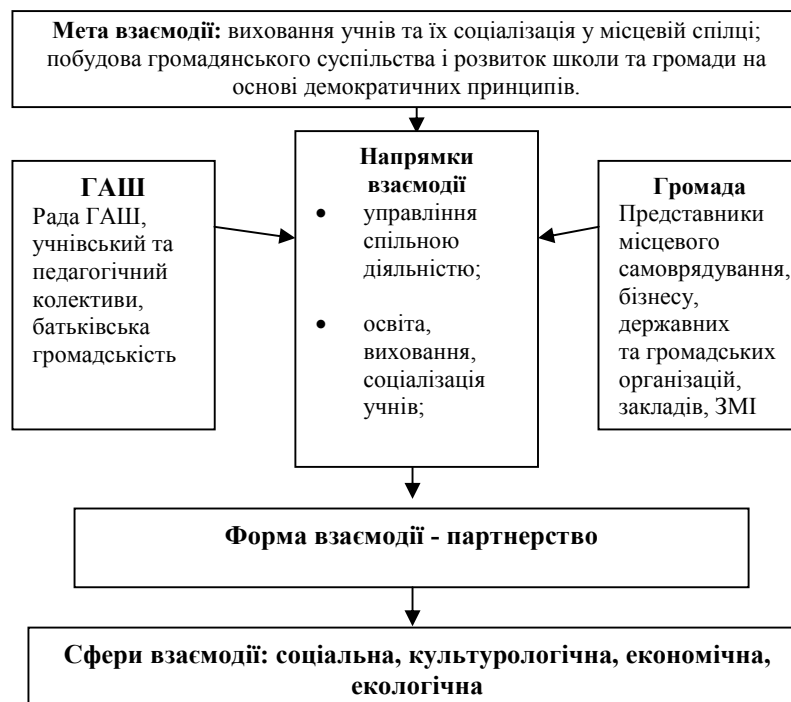 Мета взаємодії: виховання учнів та їх соціалізація у місцевій спілці;
побудова громадянського суспільства і розвиток школи та громади на
основі демократичних принципів.
ГАШ
Рада ГАШ,
учнівський та
педагогічний
колективи,
батьківська
громадськість
Напрямки
взаємодії
• управління
спільною
діяльністю;
• освіта,
виховання,
соціалізація
учнів;
Громада
Представники
місцевого
самоврядування,
бізнесу,
державних
та громадських
організацій,
закладів, ЗМІ
Форма взаємодії - партнерство
Сфери взаємодії: соціальна, культурологічна, економічна,
екологічна